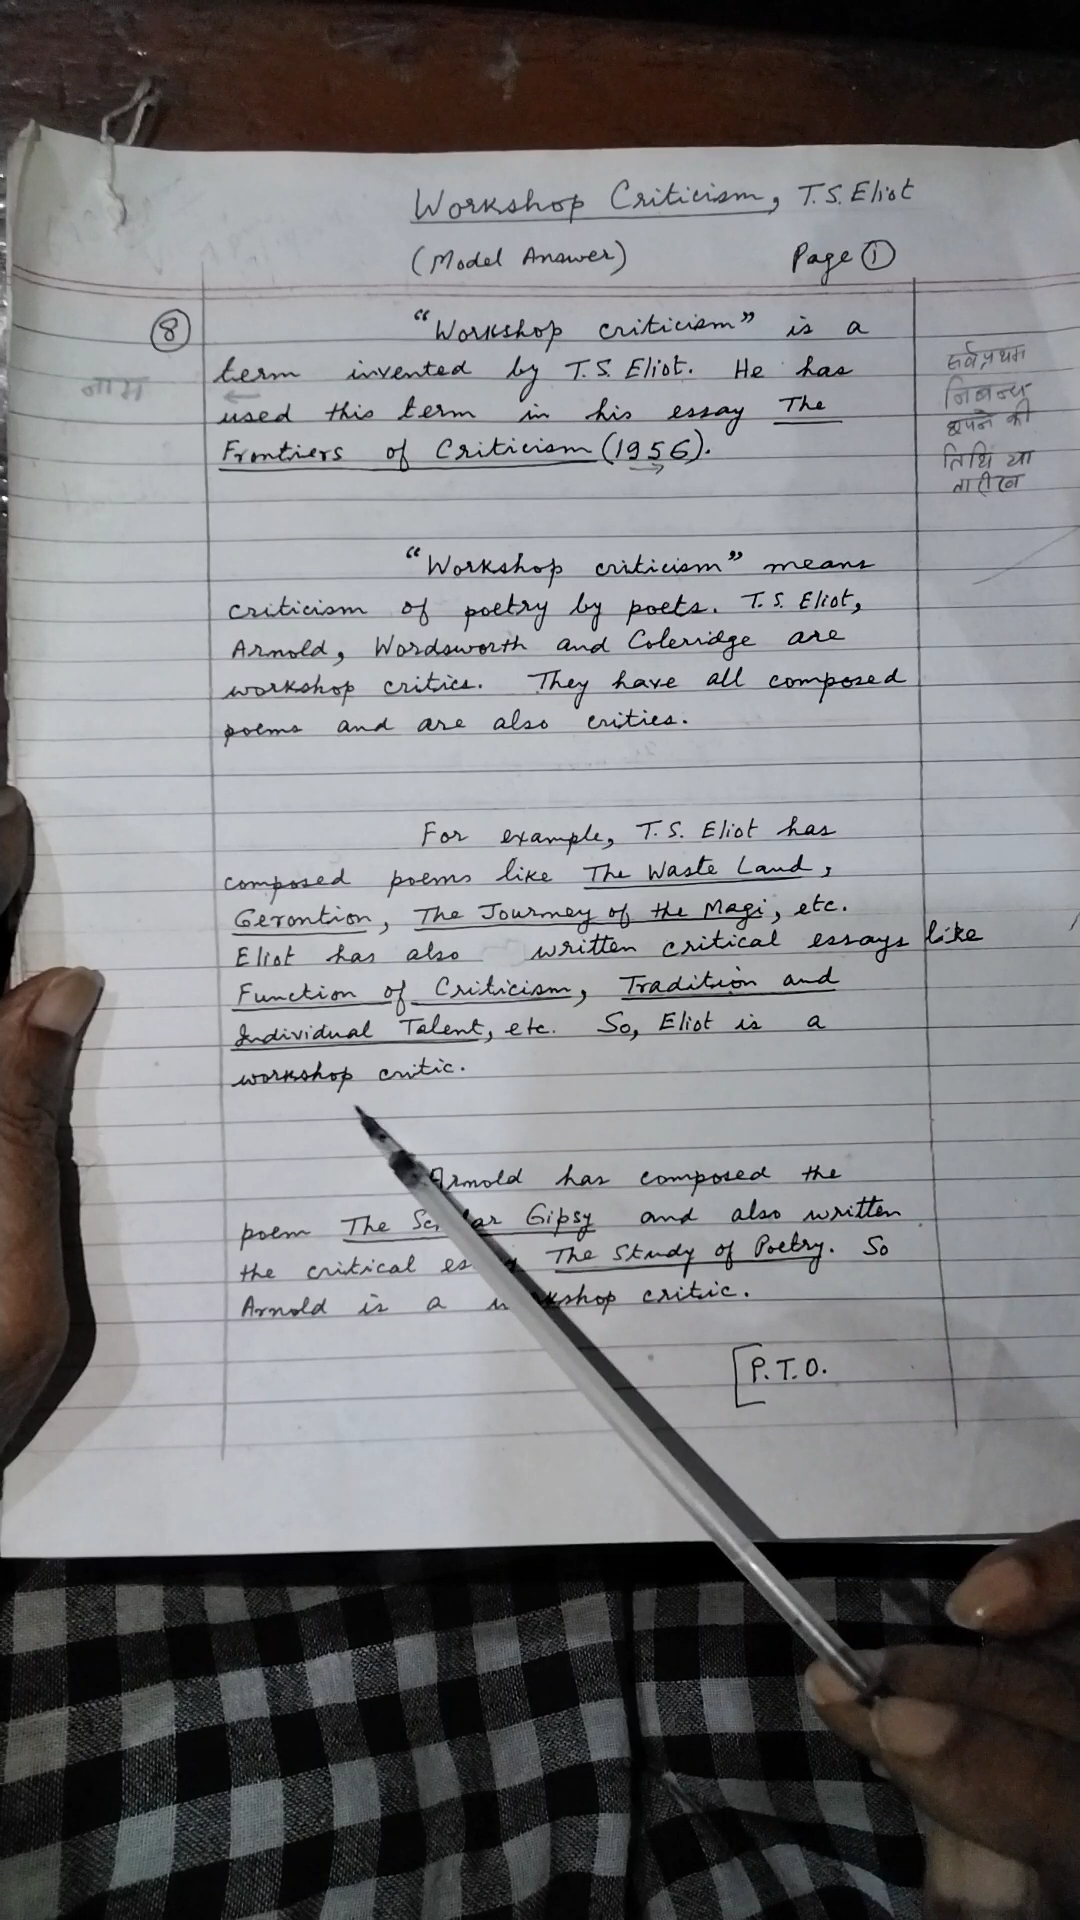 Workshop Criticism, T.S. Eliot
(Model Answer) Page ①
⑧ "Workshop criticism" is a
term invented by T.S. Eliot. He has
नाम
used this term in his essay The
Frontiers of Criticism (1956).
सर्वप्रथम
निबन्ध
छपने की
तिथि या
तारीख
"Workshop criticism" means
criticism of poetry by poets. T.S. Eliot,
Arnold, Wordsworth and Coleridge are
workshop critics. They have all composed
poems and are also critics.
For example, T.S. Eliot has
composed poems like The Waste Land,
Gerontion, The Journey of the Magi, etc.
Eliot has also written critical essays like
Function of Criticism, Tradition and
Individual Talent, etc. So, Eliot is a
workshop critic.
Arnold has composed the
poem The Scholar Gipsy and also written
the critical essay The Study of Poetry. So
Arnold is a workshop critic.
[P.T.O.